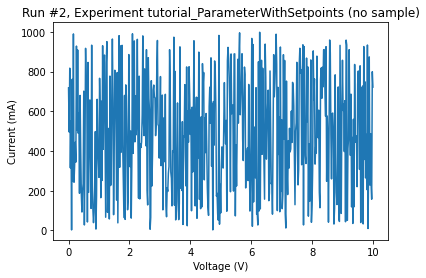 Run #2, Experiment tutorial_ParameterWithSetpoints (no sample)
1000
800
600
400
200
0
Current (mA)
0 2 4 6 8 10
Voltage (V)